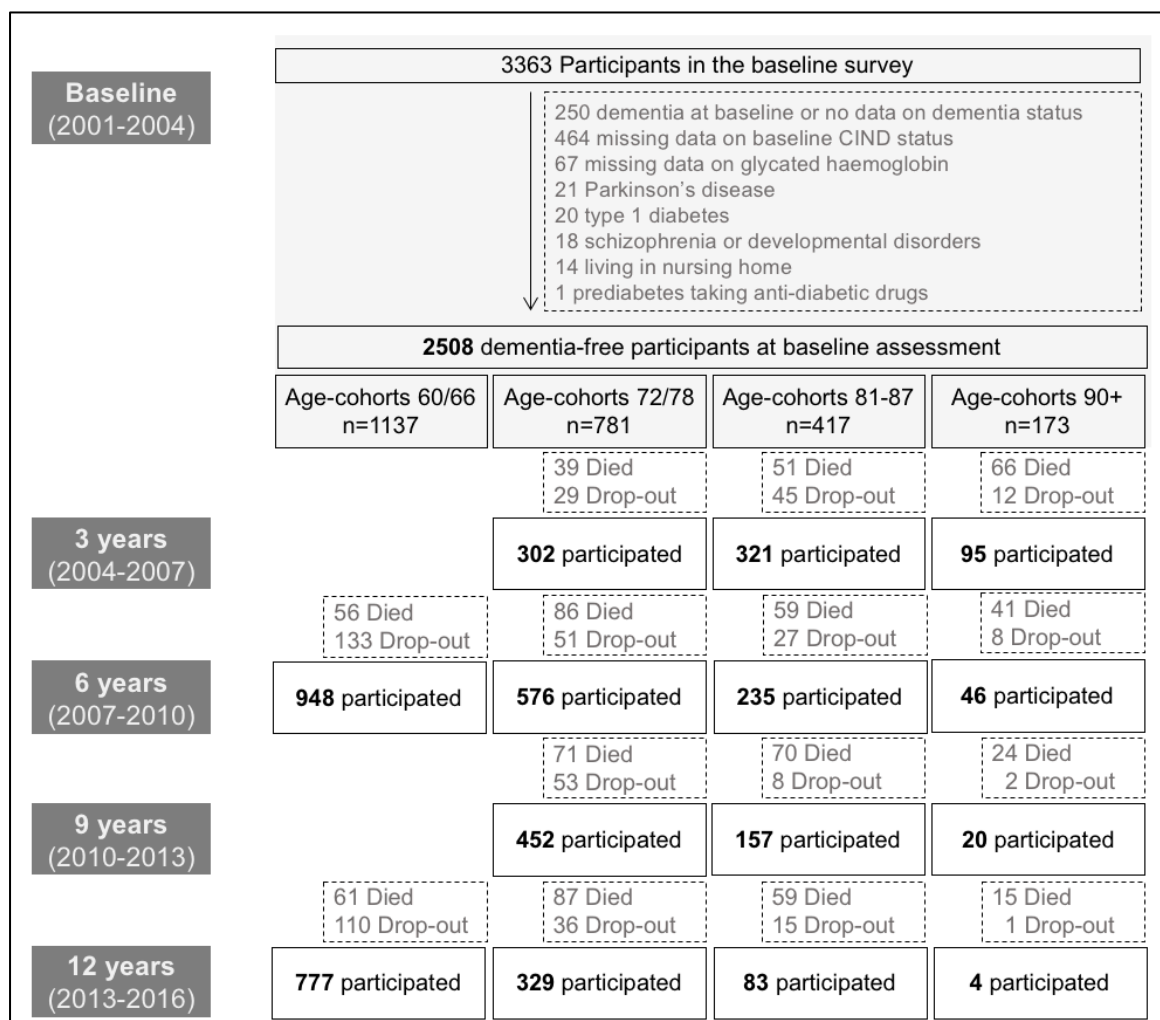 Baseline
(2001-2004)
3363 Participants in the baseline survey
250 dementia at baseline or no data on dementia status
464 missing data on baseline CIND status
67 missing data on glycated haemoglobin
21 Parkinson's disease
20 type 1 diabetes
18 schizophrenia or developmental disorders
14 living in nursing home
1 prediabetes taking anti-diabetic drugs
2508 dementia-free participants at baseline assessment
Age-cohorts 60/66
n=1137
Age-cohorts 72/78
n=781
Age-cohorts 81-87
n=417
Age-cohorts 90+
n=173
39 Died
29 Drop-out
51 Died
45 Drop-out
66 Died
12 Drop-out
3 years
(2004-2007)
302 participated
321 participated
95 participated
56 Died
133 Drop-out
86 Died
51 Drop-out
59 Died
27 Drop-out
41 Died
8 Drop-out
6 years
(2007-2010)
948 participated
576 participated
235 participated
46 participated
71 Died
53 Drop-out
70 Died
8 Drop-out
24 Died
2 Drop-out
9 years
(2010-2013)
452 participated
157 participated
20 participated
61 Died
110 Drop-out
87 Died
36 Drop-out
59 Died
15 Drop-out
15 Died
1 Drop-out
12 years
(2013-2016)
777 participated
329 participated
83 participated
4 participated